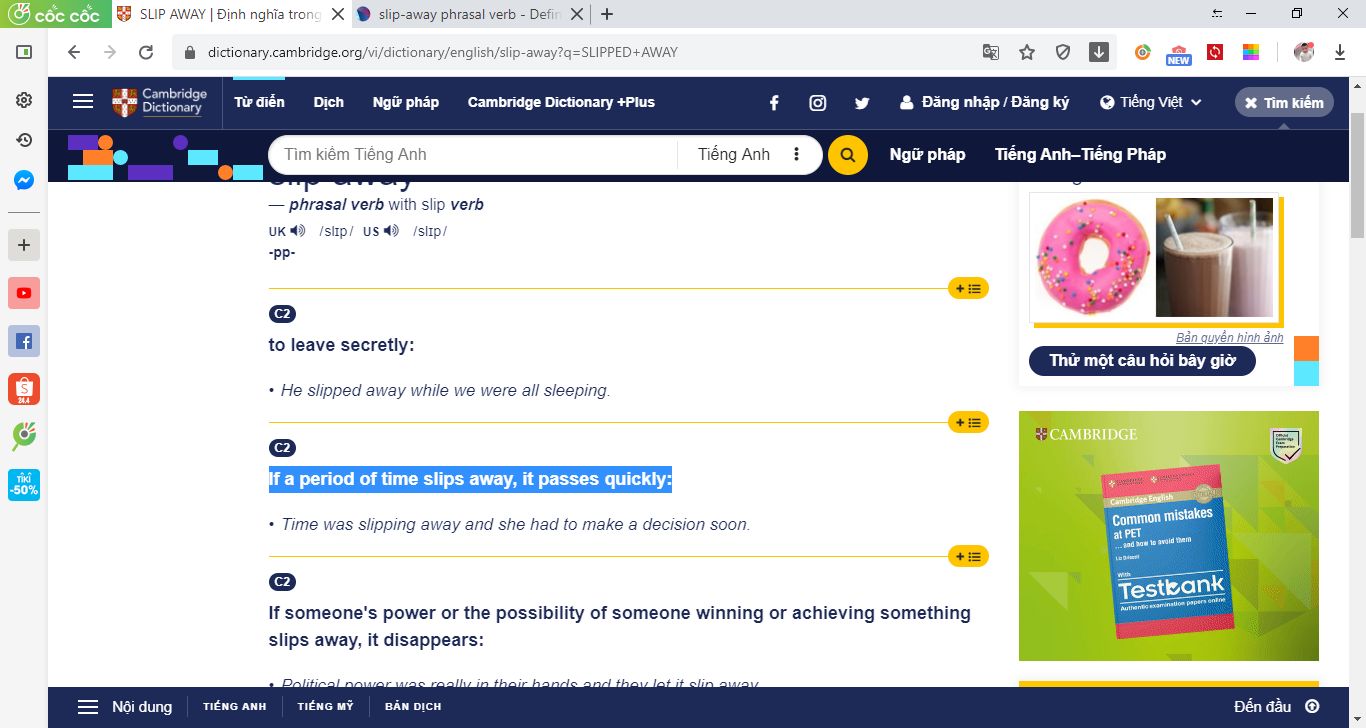 cốc cốc
SLIP AWAY | Định nghĩa trong
slip-away phrasal verb - Defin
dictionary.cambridge.org/vi/dictionary/english/slip-away?q=SLIPPED+AWAY
NEW
Cambridge
Dictionary
Từ điển
Dịch
Ngữ pháp
Cambridge Dictionary +Plus
Đăng nhập / Đăng ký
Tiếng Việt
Tìm kiếm
Tìm kiếm Tiếng Anh
Tiếng Anh
Ngữ pháp
Tiếng Anh–Tiếng Pháp
slip away
— phrasal verb with slip verb
UK /slɪp/ US /slɪp/
-pp-
C2
to leave secretly:
• He slipped away while we were all sleeping.
C2
If a period of time slips away, it passes quickly:
• Time was slipping away and she had to make a decision soon.
C2
If someone's power or the possibility of someone winning or achieving something
slips away, it disappears:
• Political power was really in their hands and they let it slip away.
Bản quyền hình ảnh
Thử một câu hỏi bây giờ
CAMBRIDGE
Cambridge English
Common mistakes
at PET
... and how to avoid them
Liz Driscoll
With
Testbank
Authentic examination papers online
24.4
TIKI
-50%
Nội dung
TIẾNG ANH
TIẾNG MỸ
BẢN DỊCH
Đến đầu